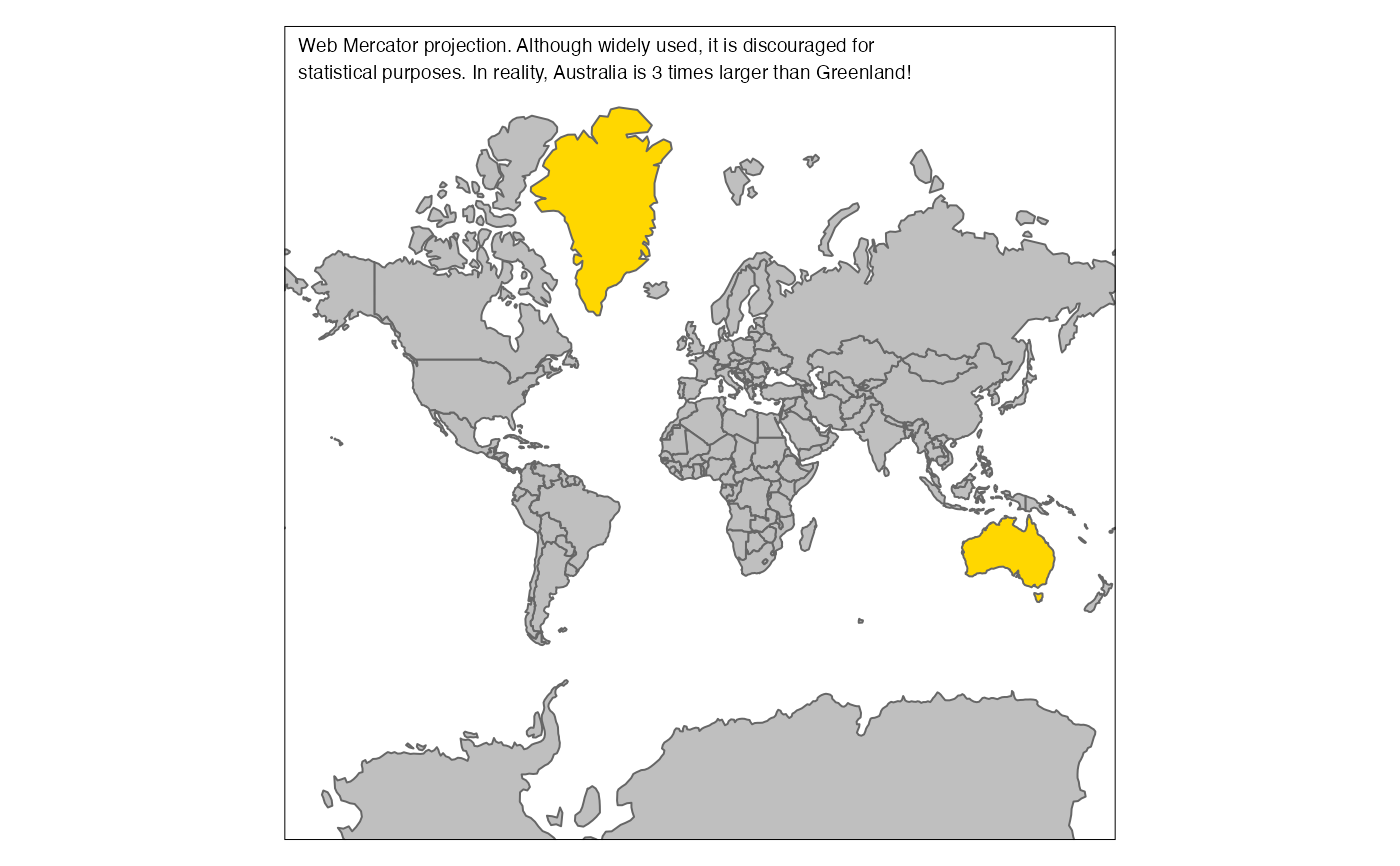 Web Mercator projection. Although widely used, it is discouraged for
statistical purposes. In reality, Australia is 3 times larger than Greenland!